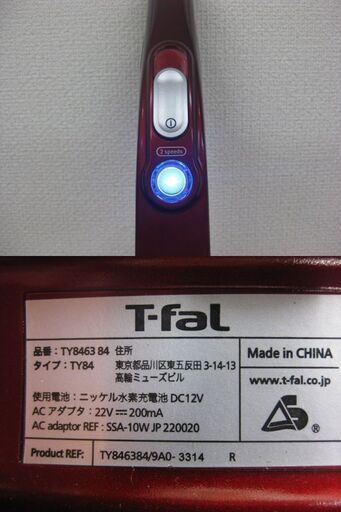 2 speeds
T-fal
品番：TY8463 84 住所
タイプ：TY84 東京都品川区東五反田 3-14-13
高輪ミューズビル
使用電池：ニッケル水素充電池 DC12V
AC アダプタ：22V ⎓ 200mA
AC adaptor REF : SSA-10W JP 220020
Made in CHINA
www.t-fal.co.jp
Product REF: TY846384/9A0- 3314 R